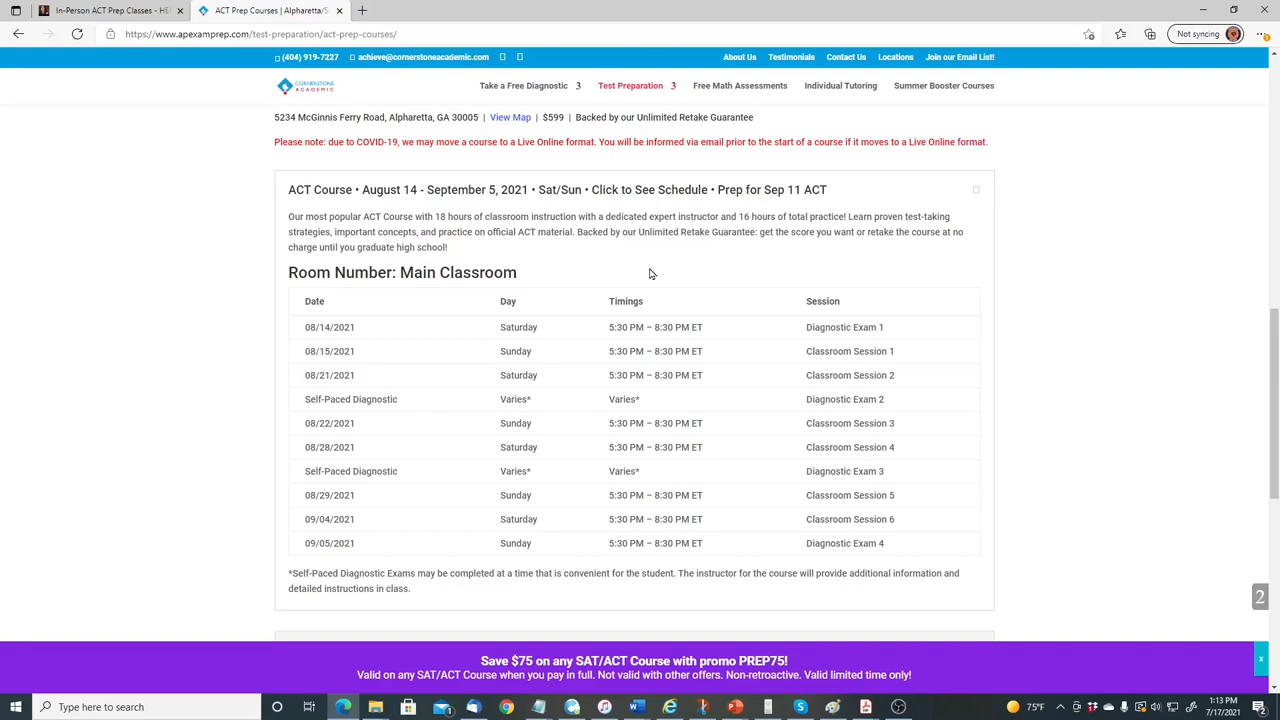 In-Person ACT Prep Classes - 6
ACT Prep Courses | Alpharetta, Jo
https://www.apexamprep.com/test-preparation/act-prep-courses/
Not syncing
(404) 919-7227 achieve@cornerstoneacademic.com About Us Testimonials Contact Us Locations Join our Email List!
CORNERSTONE
ACADEMIC
Take a Free Diagnostic 3 Test Preparation 3 Free Math Assessments Individual Tutoring Summer Booster Courses
5234 McGinnis Ferry Road, Alpharetta, GA 30005 | View Map | $599 | Backed by our Unlimited Retake Guarantee
Please note: due to COVID-19, we may move a course to a Live Online format. You will be informed via email prior to the start of a course if it moves to a Live Online format.
ACT Course • August 14 - September 5, 2021 • Sat/Sun • Click to See Schedule • Prep for Sep 11 ACT
Our most popular ACT Course with 18 hours of classroom instruction with a dedicated expert instructor and 16 hours of total practice! Learn proven test-taking
strategies, important concepts, and practice on official ACT material. Backed by our Unlimited Retake Guarantee: get the score you want or retake the course at no
charge until you graduate high school!
Room Number: Main Classroom
Date Day Timings Session
08/14/2021 Saturday 5:30 PM – 8:30 PM ET Diagnostic Exam 1
08/15/2021 Sunday 5:30 PM – 8:30 PM ET Classroom Session 1
08/21/2021 Saturday 5:30 PM – 8:30 PM ET Classroom Session 2
Self-Paced Diagnostic Varies* Varies* Diagnostic Exam 2
08/22/2021 Sunday 5:30 PM – 8:30 PM ET Classroom Session 3
08/28/2021 Saturday 5:30 PM – 8:30 PM ET Classroom Session 4
Self-Paced Diagnostic Varies* Varies* Diagnostic Exam 3
08/29/2021 Sunday 5:30 PM – 8:30 PM ET Classroom Session 5
09/04/2021 Saturday 5:30 PM – 8:30 PM ET Classroom Session 6
09/05/2021 Sunday 5:30 PM – 8:30 PM ET Diagnostic Exam 4
*Self-Paced Diagnostic Exams may be completed at a time that is convenient for the student. The instructor for the course will provide additional information and
detailed instructions in class.
2
Save $75 on any SAT/ACT Course with promo PREP75!
Valid on any SAT/ACT Course when you pay in full. Not valid with other offers. Non-retroactive. Valid limited time only!
x
Type here to search
75°F
1:13 PM
7/17/2021